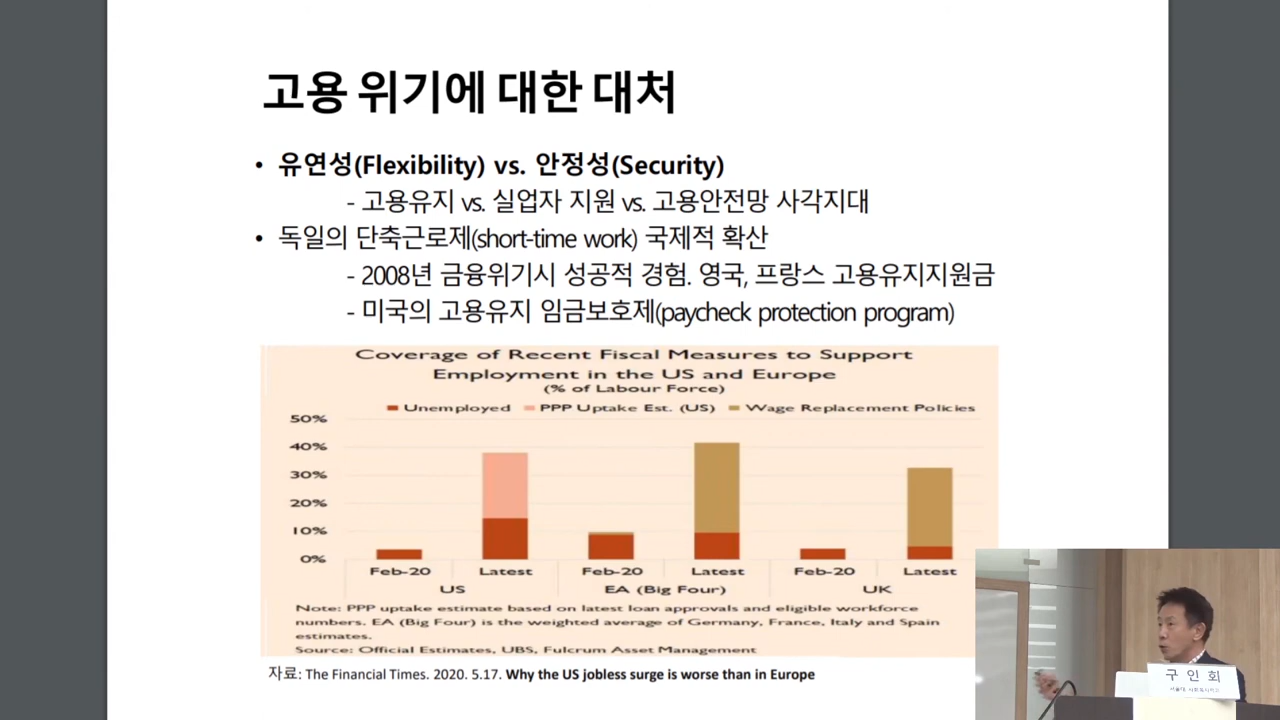 고용 위기에 대한 대처
• 유연성(Flexibility) vs. 안정성(Security)
- 고용유지 vs. 실업자 지원 vs. 고용안전망 사각지대
• 독일의 단축근로제(short-time work) 국제적 확산
- 2008년 금융위기시 성공적 경험. 영국, 프랑스 고용유지지원금
- 미국의 고용유지 임금보호제(paycheck protection program)
Coverage of Recent Fiscal Measures to Support
Employment in the US and Europe
(% of Labour Force)
Unemployed PPP Uptake Est. (US) Wage Replacement Policies
50%
40%
30%
20%
10%
0%
Feb-20 Latest Feb-20 Latest Feb-20 Latest
US EA (Big Four) UK
Note: PPP uptake estimate based on latest loan approvals and eligible workforce
numbers. EA (Big Four) is the weighted average of Germany, France, Italy and Spain
estimates.
Source: Official Estimates, UBS, Fulcrum Asset Management
자료: The Financial Times. 2020. 5.17. Why the US jobless surge is worse than in Europe
구 인 회